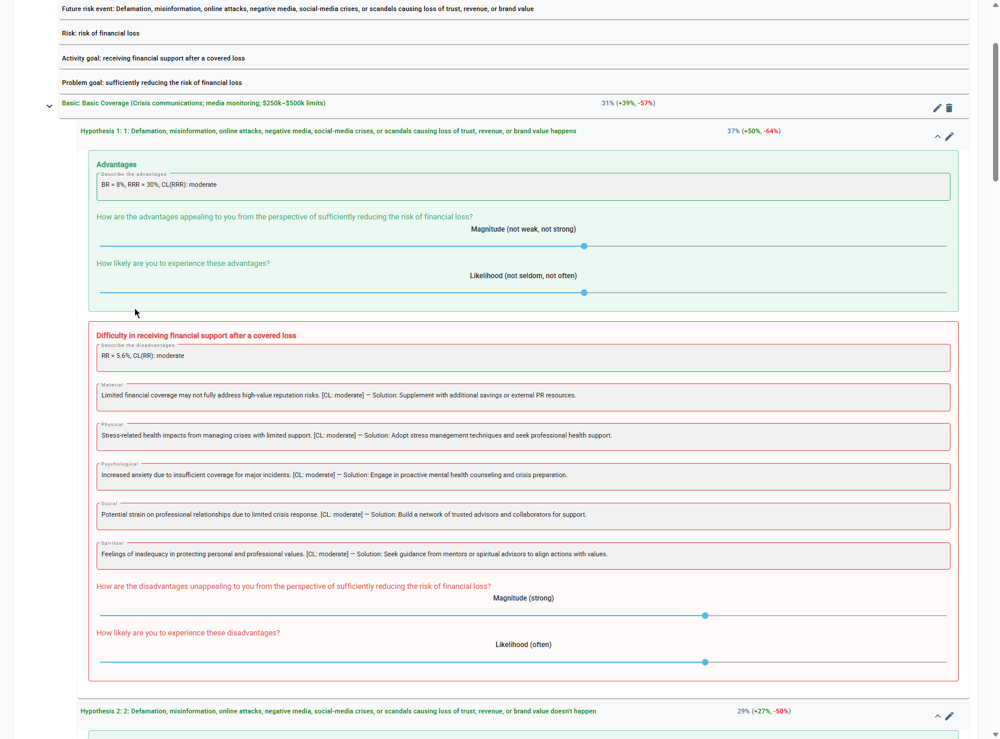 Future risk event: Defamation, misinformation, online attacks, negative media, social-media crises, or scandals causing loss of trust, revenue, or brand value
Risk: risk of financial loss
Activity goal: receiving financial support after a covered loss
Problem goal: sufficiently reducing the risk of financial loss
Basic: Basic Coverage (Crisis communications; media monitoring; $250k–$500k limits) 31% (+39%, -57%)
Hypothesis 1: 1: Defamation, misinformation, online attacks, negative media, social-media crises, or scandals causing loss of trust, revenue, or brand value happens 37% (+50%, -64%)
Advantages
Describe the advantages
BR = 8%, RRR = 30%, CL(RRR): moderate
How are the advantages appealing to you from the perspective of sufficiently reducing the risk of financial loss?
Magnitude (not weak, not strong)
How likely are you to experience these advantages?
Likelihood (not seldom, not often)
Difficulty in receiving financial support after a covered loss
Describe the disadvantages
RR = 5.6%, CL(RR): moderate
Material
Limited financial coverage may not fully address high-value reputation risks. [CL: moderate] — Solution: Supplement with additional savings or external PR resources.
Physical
Stress-related health impacts from managing crises with limited support. [CL: moderate] — Solution: Adopt stress management techniques and seek professional health support.
Psychological
Increased anxiety due to insufficient coverage for major incidents. [CL: moderate] — Solution: Engage in proactive mental health counseling and crisis preparation.
Social
Potential strain on professional relationships due to limited crisis response. [CL: moderate] — Solution: Build a network of trusted advisors and collaborators for support.
Spiritual
Feelings of inadequacy in protecting personal and professional values. [CL: moderate] — Solution: Seek guidance from mentors or spiritual advisors to align actions with values.
How are the disadvantages unappealing to you from the perspective of sufficiently reducing the risk of financial loss?
Magnitude (strong)
How likely are you to experience these disadvantages?
Likelihood (often)
Hypothesis 2: 2: Defamation, misinformation, online attacks, negative media, social-media crises, or scandals causing loss of trust, revenue, or brand value doesn't happen 29% (+27%, -50%)